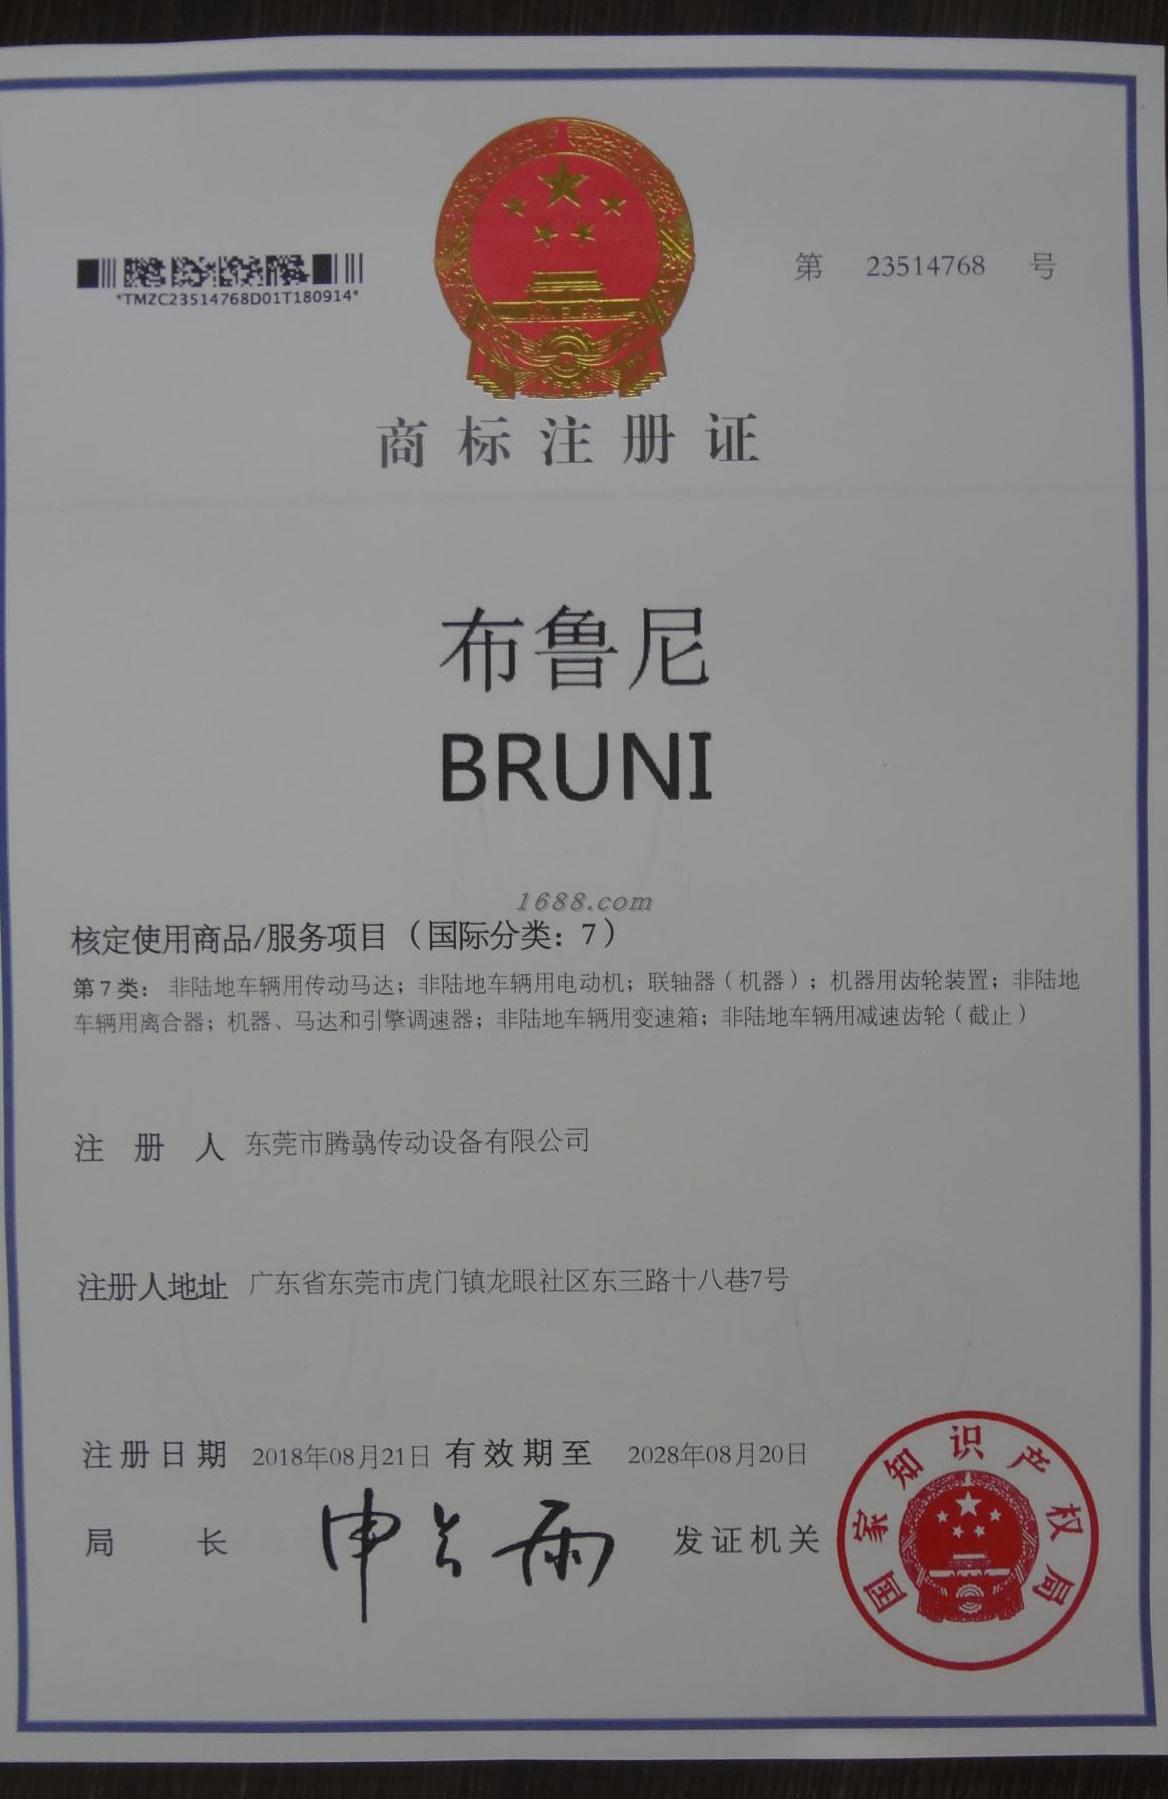 第 23514768 号
*TMZC23514768D01T180914*
商标注册证
布鲁尼
BRUNI
1688.com
核定使用商品/服务项目（国际分类：7）
第7类：非陆地车辆用传动马达；非陆地车辆用电动机；联轴器（机器）；机器用齿轮装置；非陆地
车辆用离合器；机器、马达和引擎调速器；非陆地车辆用变速箱；非陆地车辆用减速齿轮（截止）
注册人 东莞市腾骉传动设备有限公司
注册人地址 广东省东莞市虎门镇龙眼社区东三路十八巷7号
注册日期 2018年08月21日 有效期至 2028年08月20日
局长 申长雨 发证机关
国家知识产权局